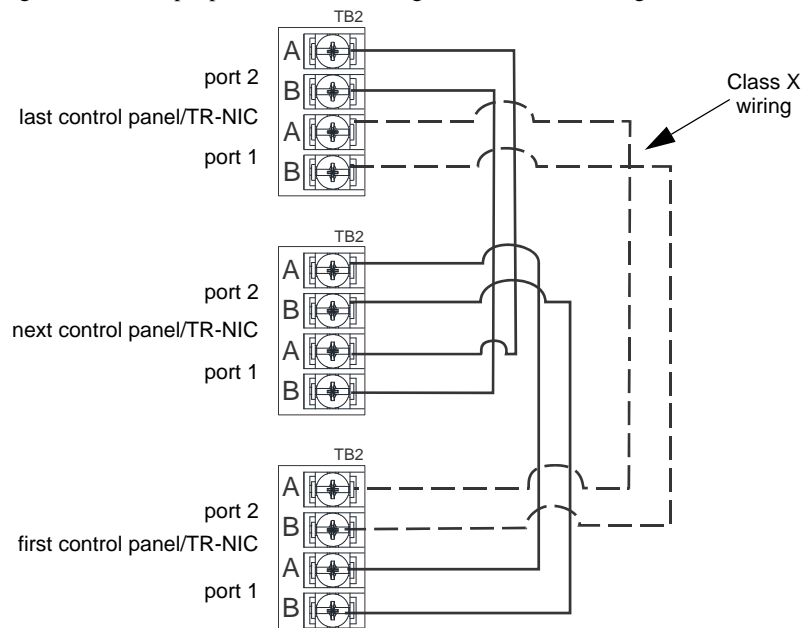 TB2
A
port 2
B
last control panel/TR-NIC
A
port 1
B
Class X
wiring
TB2
A
port 2
B
next control panel/TR-NIC
A
port 1
B
TB2
A
port 2
B
first control panel/TR-NIC
A
port 1
B